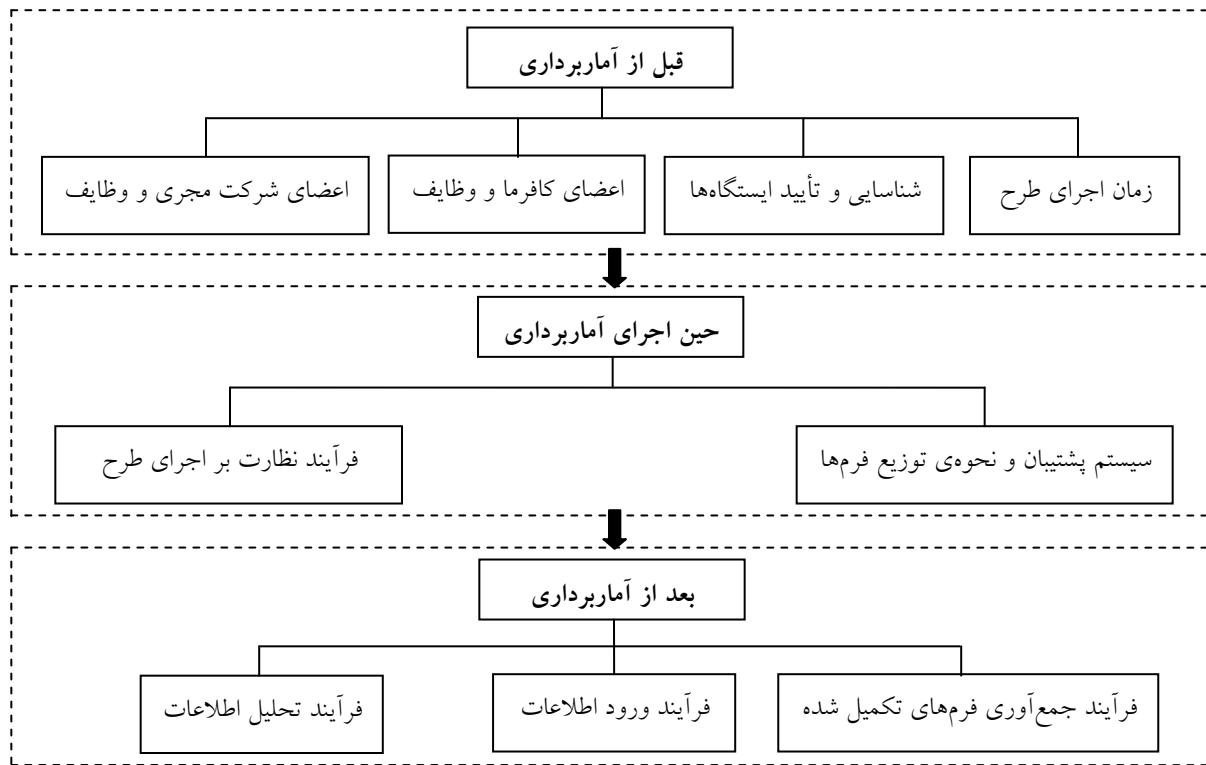 قبل از آماربرداری
زمان اجرای طرح
شناسایی و تأیید ایستگاه‌ها
اعضای کافرما و وظایف
اعضای شرکت مجری و وظایف
حین اجرای آماربرداری
سیستم پشتیبان و نحوه‌ی توزیع فرم‌ها
فرآیند نظارت بر اجرای طرح
بعد از آماربرداری
فرآیند جمع‌آوری فرم‌های تکمیل شده
فرآیند ورود اطلاعات
فرآیند تحلیل اطلاعات